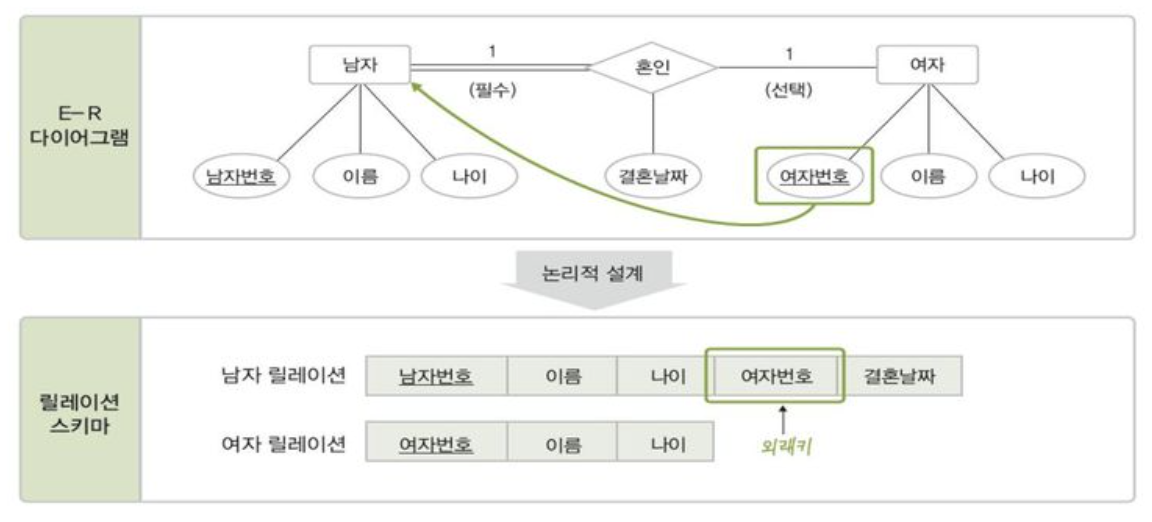 E-R
다이어그램
남자
1
(필수)
혼인
1
(선택)
여자
남자번호
이름
나이
결혼날짜
여자번호
이름
나이
논리적 설계
릴레이션
스키마
남자 릴레이션
남자번호
이름
나이
여자번호
결혼날짜
여자 릴레이션
여자번호
이름
나이
외래키